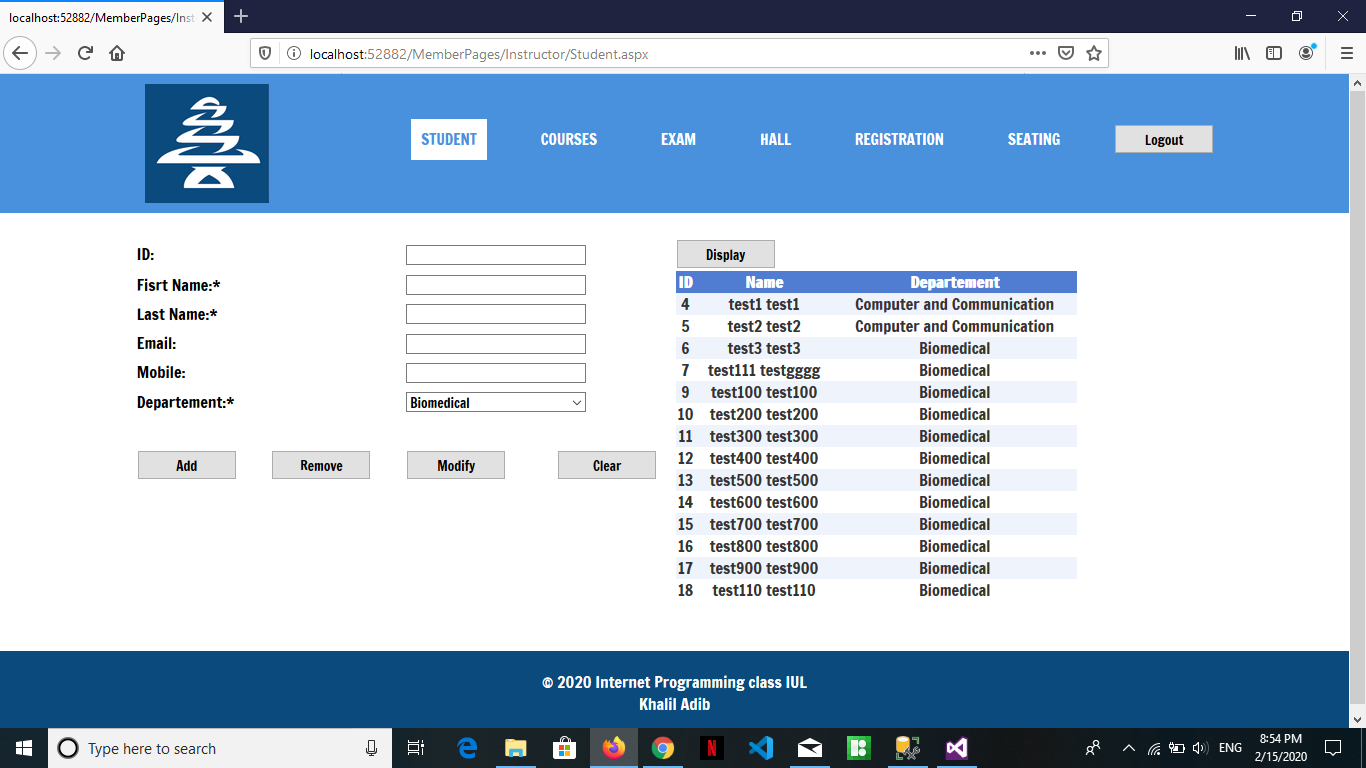 localhost:52882/MemberPages/Inst
localhost:52882/MemberPages/Instructor/Student.aspx
STUDENT COURSES EXAM HALL REGISTRATION SEATING Logout
ID:
Fisrt Name:*
Last Name:*
Email:
Mobile:
Departement:* Biomedical
Add Remove Modify Clear
Display
ID Name Departement
4 test1 test1 Computer and Communication
5 test2 test2 Computer and Communication
6 test3 test3 Biomedical
7 test111 testgggg Biomedical
9 test100 test100 Biomedical
10 test200 test200 Biomedical
11 test300 test300 Biomedical
12 test400 test400 Biomedical
13 test500 test500 Biomedical
14 test600 test600 Biomedical
15 test700 test700 Biomedical
16 test800 test800 Biomedical
17 test900 test900 Biomedical
18 test110 test110 Biomedical
© 2020 Internet Programming class IUL
Khalil Adib
Type here to search
N
ENG
8:54 PM
2/15/2020